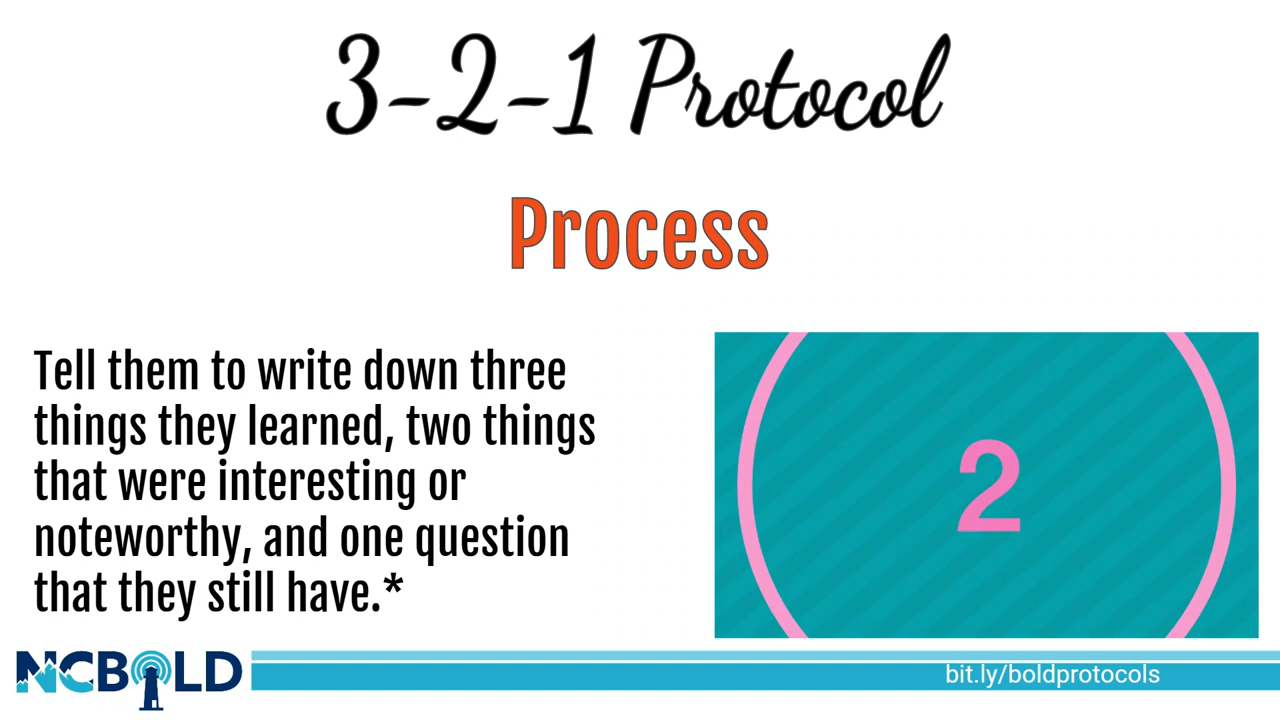 3-2-1 Protocol
Process
Tell them to write down three
things they learned, two things
that were interesting or
noteworthy, and one question
that they still have.*
2
NCBOLD
bit.ly/boldprotocols